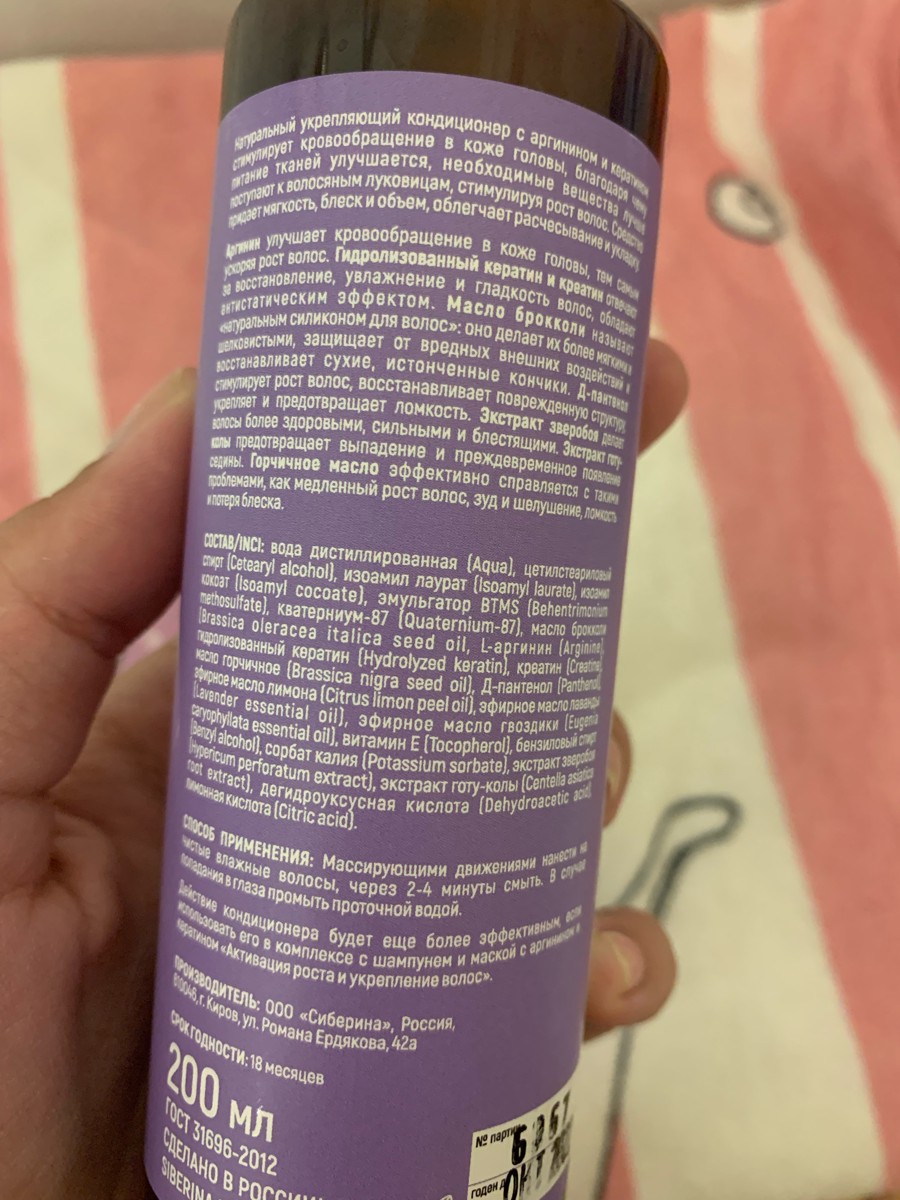 Натуральный укрепляющий кондиционер с аргинином и кератином
стимулирует кровообращение в коже головы, благодаря чему
питание тканей улучшается, необходимые вещества лучше
поступают к волосяным луковицам, стимулируя рост волос. Средство
придает мягкость, блеск и объем, облегчает расчесывание и укладку.
Аргинин улучшает кровообращение в коже головы, тем самым
ускоряя рост волос. Гидролизованный кератин и креатин отвечают
за восстановление, увлажнение и гладкость волос, обладают
антистатическим эффектом. Масло брокколи называют
«натуральным силиконом для волос»: оно делает их более мягкими и
шелковистыми, защищает от вредных внешних воздействий и
восстанавливает сухие, истонченные кончики. Д-пантенол
стимулирует рост волос, восстанавливает поврежденную структуру,
укрепляет и предотвращает ломкость. Экстракт зверобоя делает
волосы более здоровыми, сильными и блестящими. Экстракт готу-
колы предотвращает выпадение и преждевременное появление
седины. Горчичное масло эффективно справляется с такими
проблемами, как медленный рост волос, зуд и шелушение, ломкость
и потеря блеска.
СОСТАВ/INCI: вода дистиллированная (Aqua), цетилстеариловый
спирт (Cetearyl alcohol), изоамил лаурат (Isoamyl laurate), изоамил
кокоат (Isoamyl cocoate), эмульгатор BTMS (Behentrimonium
methosulfate), кватерниум-87 (Quaternium-87), масло брокколи
(Brassica oleracea italica seed oil, L-аргинин (Arginine),
гидролизованный кератин (Hydrolyzed keratin), креатин (Creatine),
масло горчичное (Brassica nigra seed oil), Д-пантенол (Panthenol),
эфирное масло лимона (Citrus limon peel oil), эфирное масло лаванды
(Lavender essential oil), эфирное масло гвоздики (Eugenia
caryophyllata essential oil), витамин Е (Tocopherol), бензиловый спирт
(Benzyl alcohol), сорбат калия (Potassium sorbate), экстракт зверобоя
(Hypericum perforatum extract), экстракт готу-колы (Centella asiatica
root extract), дегидроуксусная кислота (Dehydroacetic acid),
лимонная кислота (Citric acid).
СПОСОБ ПРИМЕНЕНИЯ: Массирующими движениями нанести на
чистые влажные волосы, через 2-4 минуты смыть. В случае
попадания в глаза промыть проточной водой.
Действие кондиционера будет еще более эффективным, если
использовать его в комплексе с шампунем и маской с аргинином и
кератином «Активация роста и укрепление волос».
ПРОИЗВОДИТЕЛЬ: ООО «Сиберина», Россия,
610046, г. Киров, ул. Романа Ердякова, 42а
СРОК ГОДНОСТИ: 18 месяцев
200 мл
ГОСТ 31696-2012
СДЕЛАНО В РОССИИ
SIBERINA
№ партии
годен